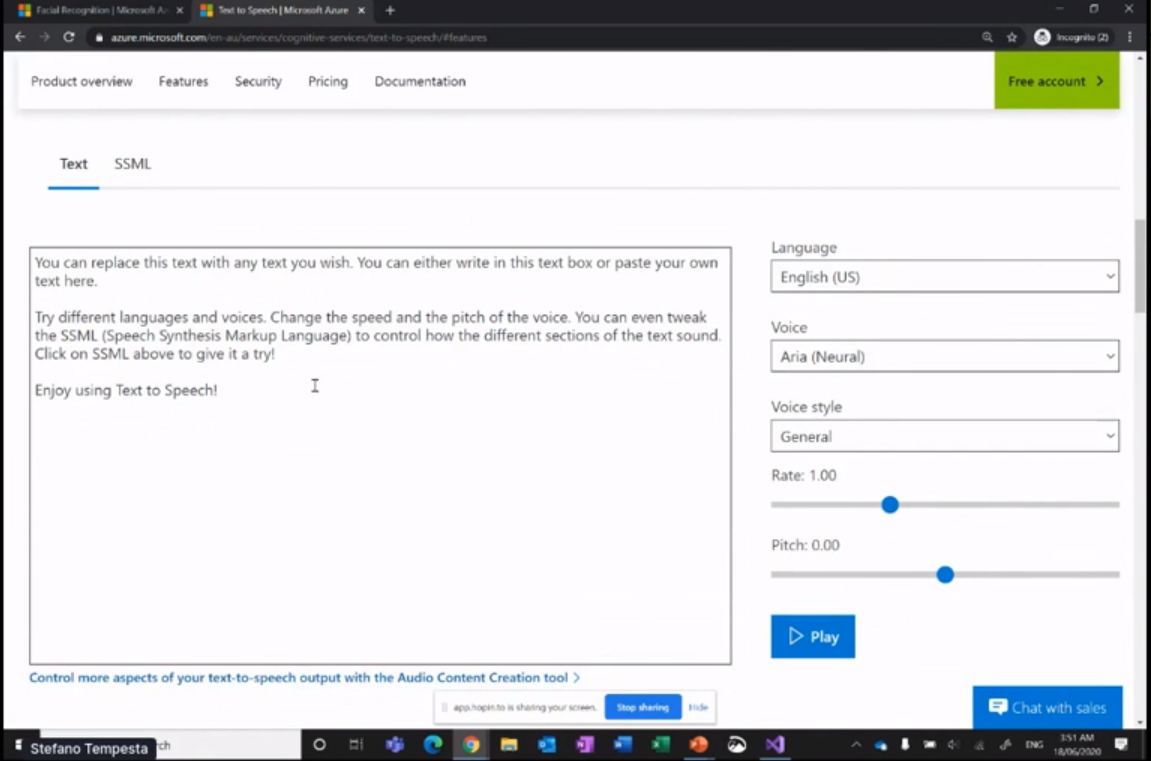 Facial Recognition | Microsoft Az
Text to Speech | Microsoft Azure
azure.microsoft.com/en-au/services/cognitive-services/text-to-speech/#features
Incognito (2)
Product overview Features Security Pricing Documentation
Free account
Text SSML
You can replace this text with any text you wish. You can either write in this text box or paste your own
text here.
Try different languages and voices. Change the speed and the pitch of the voice. You can even tweak
the SSML (Speech Synthesis Markup Language) to control how the different sections of the text sound.
Click on SSML above to give it a try!
Enjoy using Text to Speech!
Language
English (US)
Voice
Aria (Neural)
Voice style
General
Rate: 1.00
Pitch: 0.00
Play
Control more aspects of your text-to-speech output with the Audio Content Creation tool
app.hopin.to is sharing your screen. Stop sharing Hide
Chat with sales
Stefano Tempesta
rch
ENG
3:51 AM
18/06/2020